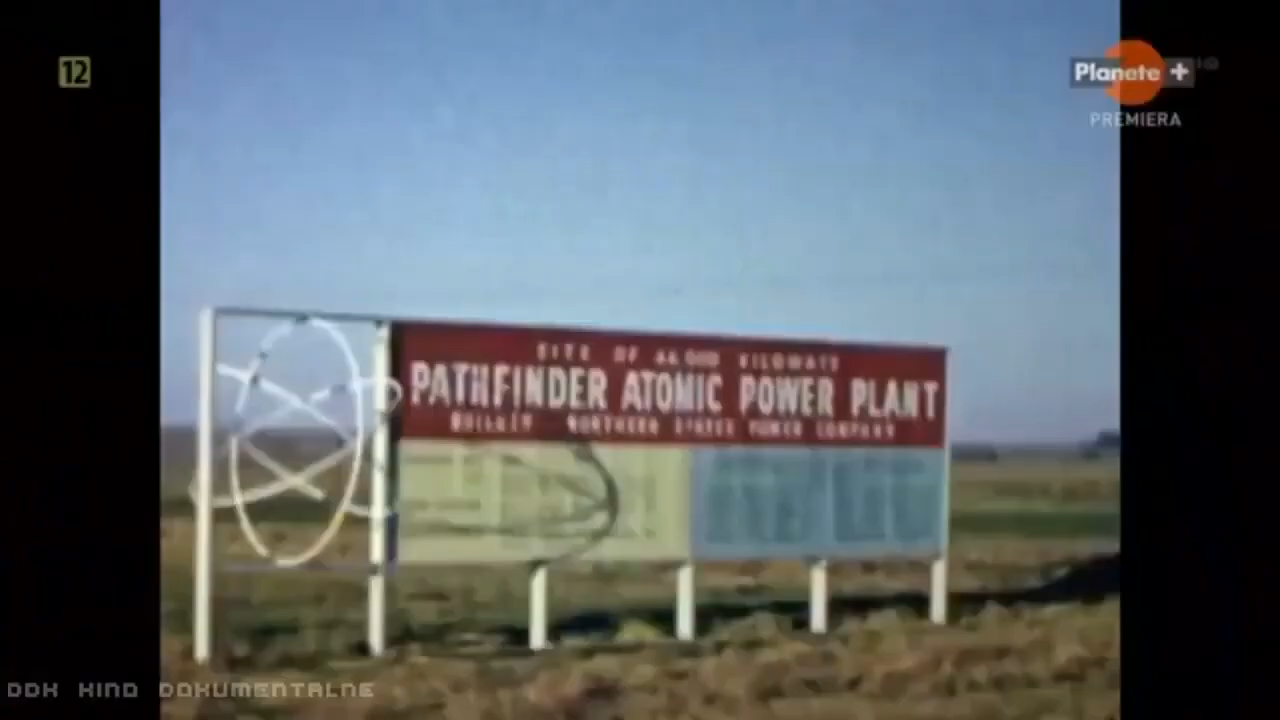 12
Planete +
PREMIERA
SITE OF 66,000 KILOWATT
PATHFINDER ATOMIC POWER PLANT
NORTHERN STATES POWER COMPANY
DDK KINO DOKUMENTALNE